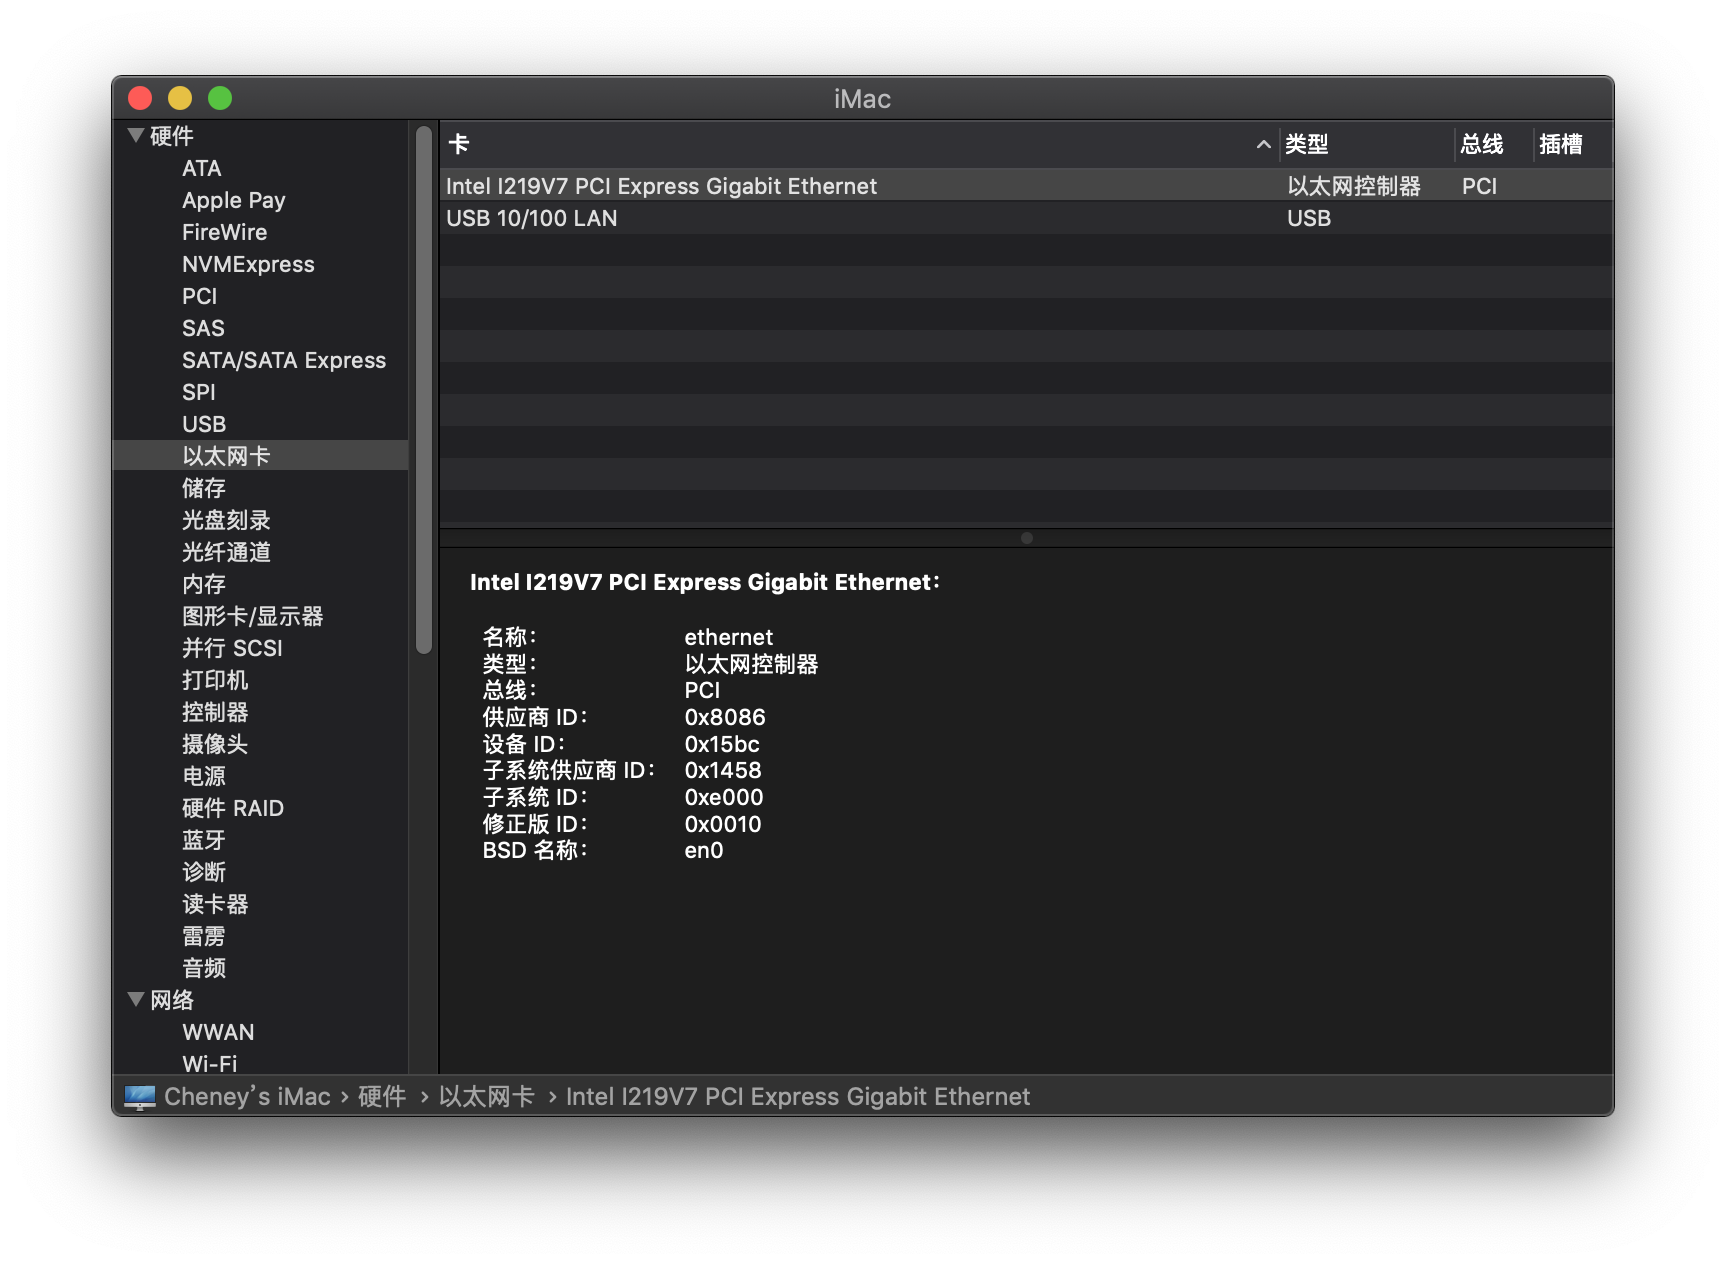 iMac
硬件
ATA
Apple Pay
FireWire
NVMExpress
PCI
SAS
SATA/SATA Express
SPI
USB
以太网卡
储存
光盘刻录
光纤通道
内存
图形卡/显示器
并行 SCSI
打印机
控制器
摄像头
电源
硬件 RAID
蓝牙
诊断
读卡器
雷雳
音频
网络
WWAN
Wi-Fi
卡 类型 总线 插槽
Intel I219V7 PCI Express Gigabit Ethernet 以太网控制器 PCI
USB 10/100 LAN USB
Intel I219V7 PCI Express Gigabit Ethernet：
名称： ethernet
类型： 以太网控制器
总线： PCI
供应商 ID： 0x8086
设备 ID： 0x15bc
子系统供应商 ID： 0x1458
子系统 ID： 0xe000
修正版 ID： 0x0010
BSD 名称： en0
Cheney’s iMac › 硬件 › 以太网卡 › Intel I219V7 PCI Express Gigabit Ethernet